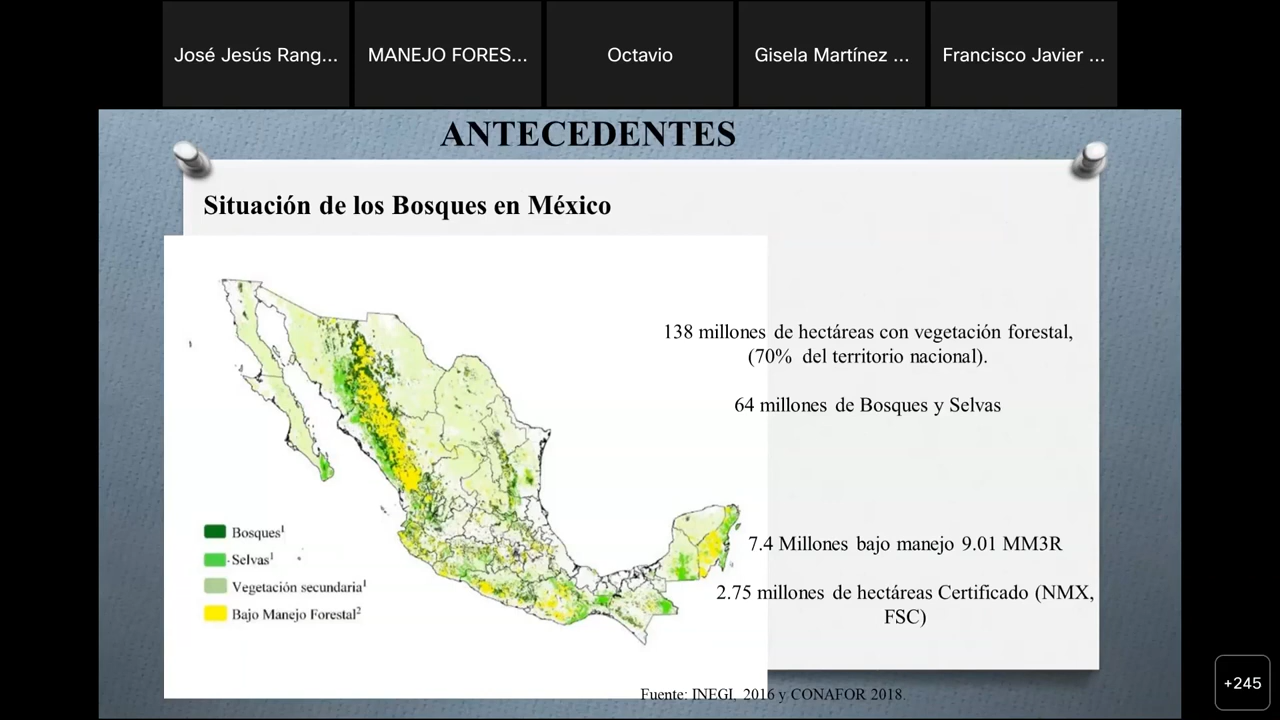 José Jesús Rang...
MANEJO FORES...
Octavio
Gisela Martínez ...
Francisco Javier ...
ANTECEDENTES
Situación de los Bosques en México
138 millones de hectáreas con vegetación forestal,
(70% del territorio nacional).
64 millones de Bosques y Selvas
Bosques¹
Selvas¹
Vegetación secundaria¹
Bajo Manejo Forestal²
7.4 Millones bajo manejo 9.01 MM3R
2.75 millones de hectáreas Certificado (NMX,
FSC)
Fuente: INEGI, 2016 y CONAFOR 2018.
+245